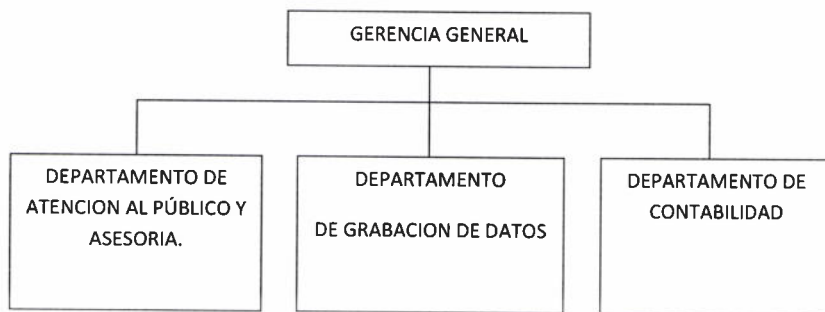 GERENCIA GENERAL
DEPARTAMENTO DE
ATENCION AL PÚBLICO Y
ASESORIA.
DEPARTAMENTO
DE GRABACION DE DATOS
DEPARTAMENTO DE
CONTABILIDAD